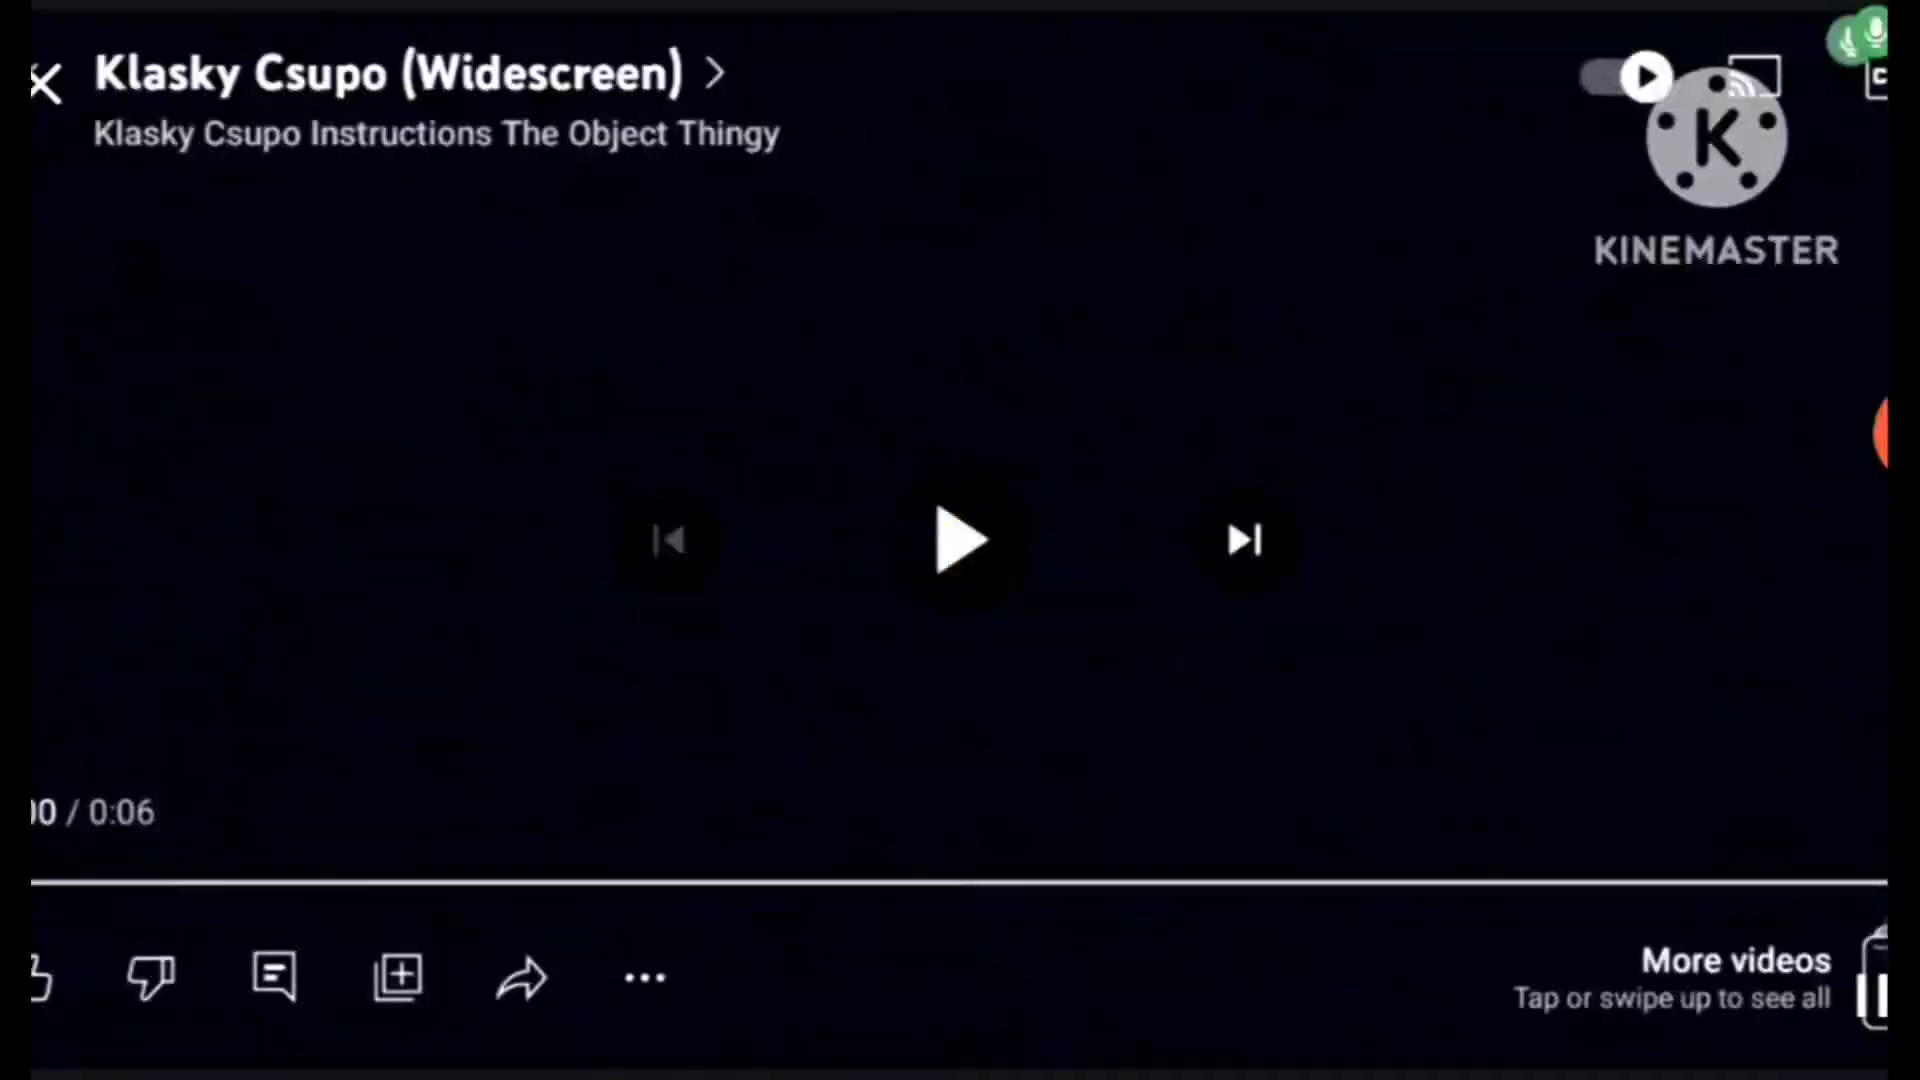 Klasky Csupo (Widescreen)
Klasky Csupo Instructions The Object Thingy
K
KINEMASTER
00 / 0:06
More videos
Tap or swipe up to see all